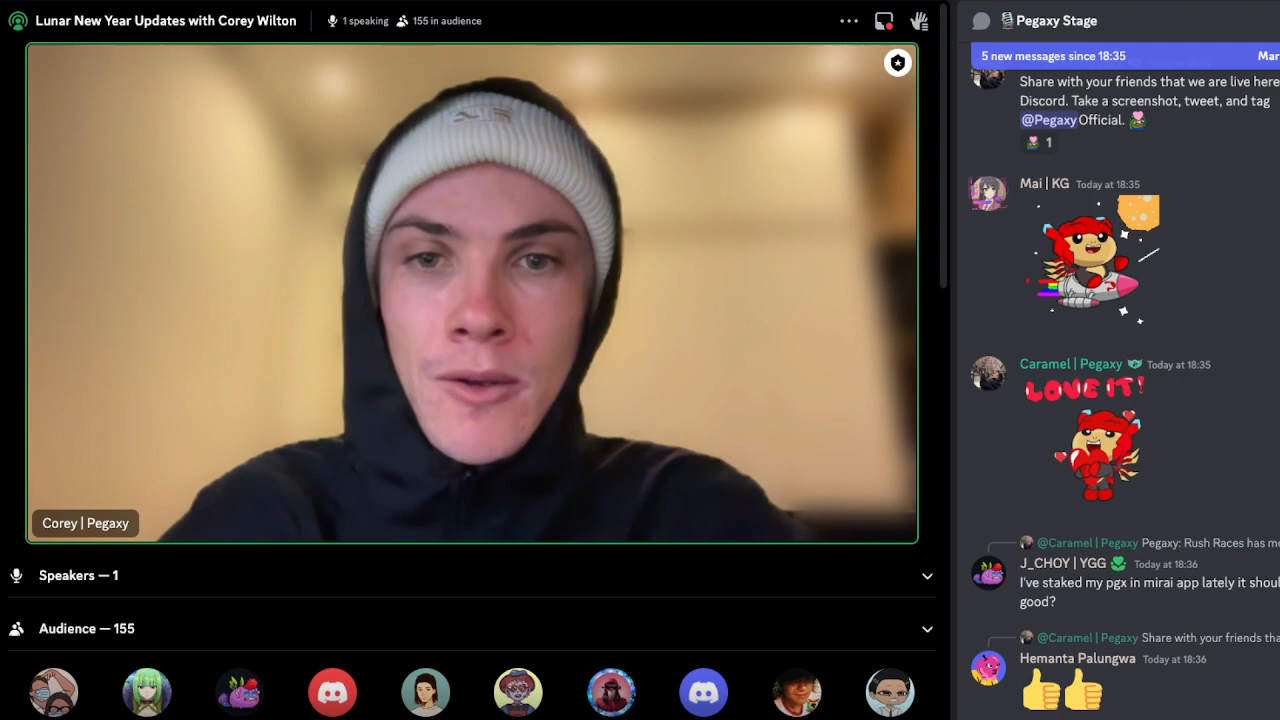 Lunar New Year Updates with Corey Wilton
1 speaking
155 in audience
Corey | Pegaxy
Speakers — 1
Audience — 155
Pegaxy Stage
5 new messages since 18:35
Mar
Share with your friends that we are live here
Discord. Take a screenshot, tweet, and tag
@Pegaxy Official.
1
Mai | KG Today at 18:35
Caramel | Pegaxy Today at 18:35
LOVE IT!
@Caramel | Pegaxy Pegaxy: Rush Races has
J_CHOY | YGG Today at 18:36
I've staked my pgx in mirai app lately it
good?
@Caramel | Pegaxy Share with your friends
Hemanta Palungwa Today at 18:36